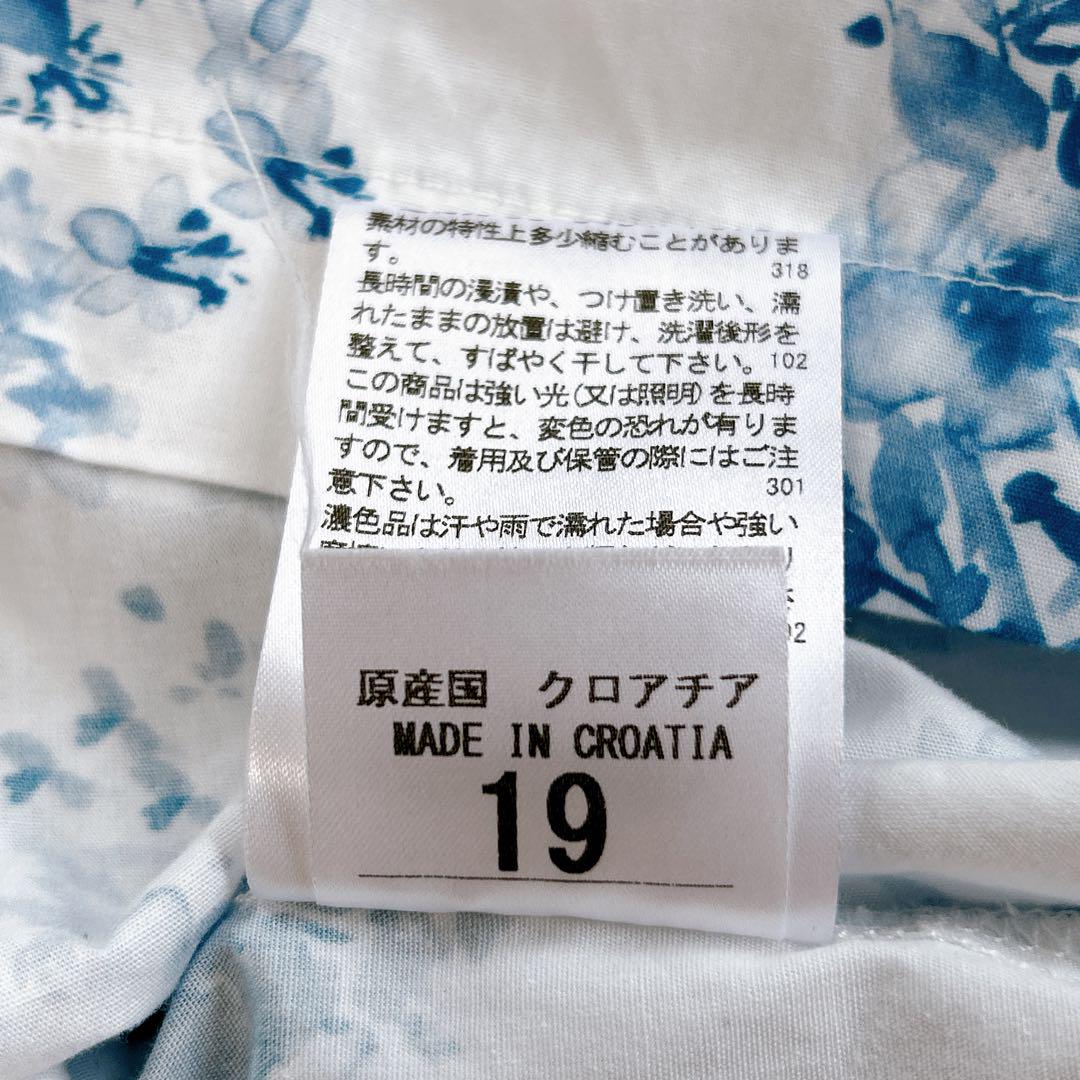 素材の特性上多少縮むことがありま
す。
318
長時間の浸漬や、つけ置き洗い、濡
れたままの放置は避け、洗濯後形を
整えて、すばやく干して下さい。102
この商品は強い光(又は照明)を長時
間受けますと、変色の恐れが有りま
すので、着用及び保管の際にはご注
意下さい。
301
濃色品は汗や雨で濡れた場合や強い
原産国 クロアチア
MADE IN CROATIA
19